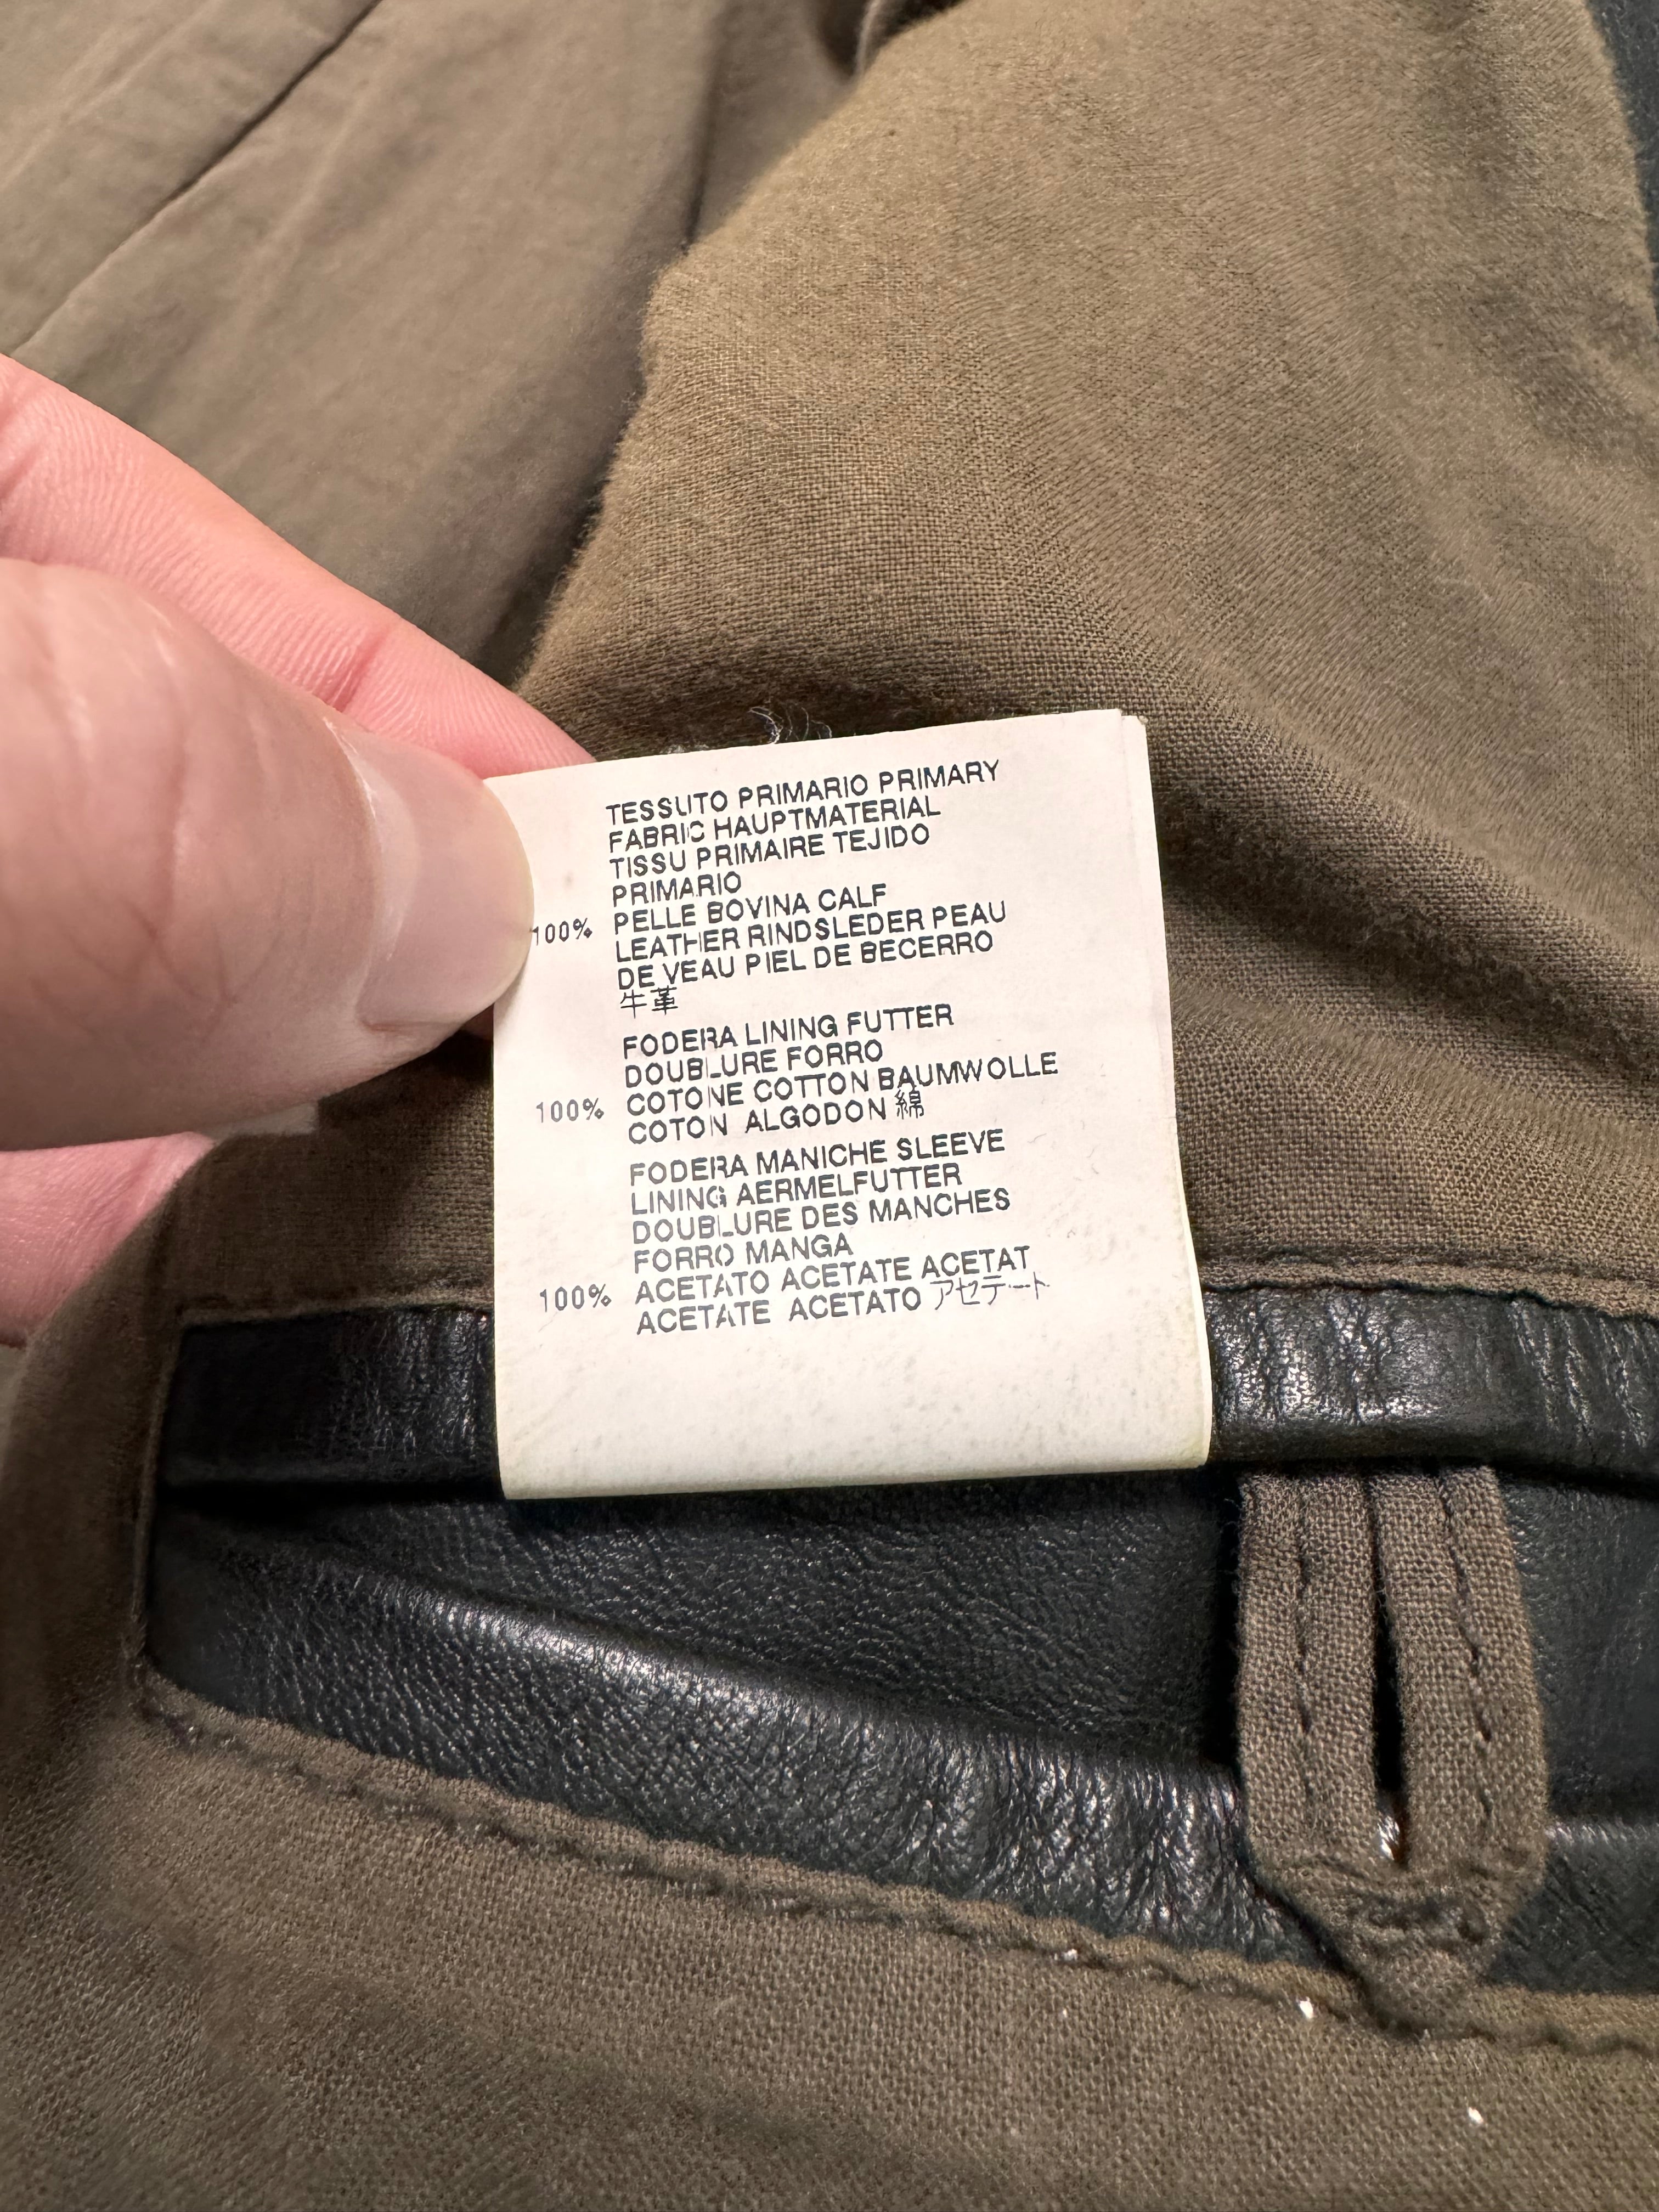 TESSUTO PRIMARIO PRIMARY
FABRIC HAUPTMATERIAL
TISSU PRIMAIRE TEJIDO
PRIMARIO
100% PELLE BOVINA CALF
LEATHER RINDSLEDER PEAU
DE VEAU PIEL DE BECERRO
牛革
FODERA LINING FUTTER
DOUBLURE FORRO
100% COTONE COTTON BAUMWOLLE
COTON ALGODON 綿
FODERA MANICHE SLEEVE
LINING AERMELFUTTER
DOUBLURE DES MANCHES
FORRO MANGA
100% ACETATO ACETATE ACETAT
ACETATE ACETATO アセテート